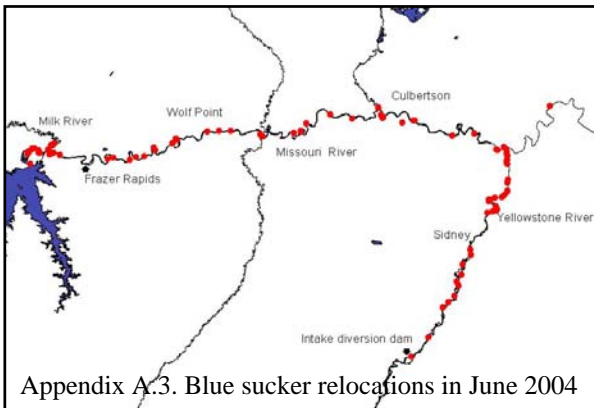 Culbertson
Wolf Point
Milk River
Missouri River
Frazer Rapids
Yellowstone River
Sidney
Intake diversion dam
Appendix A.3. Blue sucker relocations in June 2004